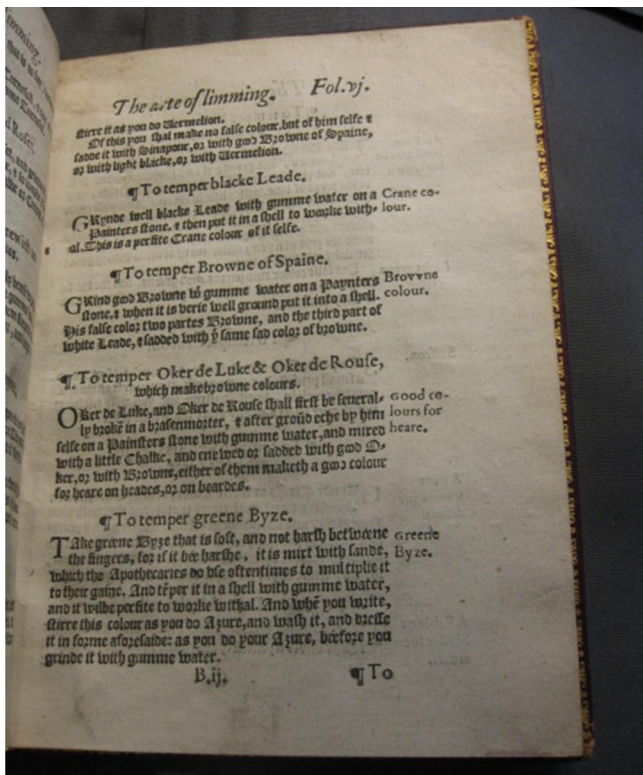 The arte of limming. Fol.vj.
stirre it as you do Vermelion.
Of this you shal make no false colour, but of him selfe &
sadde it with Sinapour, or with good Browne of Spaine,
or with light blacke, or with Vermelion.
¶To temper blacke Leade.
GRynde well blacke Leade with gumme water on a
Painters stone, & then put it in a shell to worke with-
al. This is a perfite Crane colour of it selfe.
Crane co-
lour.
¶To temper Browne of Spaine.
GRind good Browne wͭ gumme water on a Paynters
stone, & when it is verie well ground put it into a shell.
His false color two partes Browne, and the third part of
white Leade, & sadded with yͤ same sad color of browne.
Brovvne
colour.
¶.To temper Oker de Luke & Oker de Rouse,
which make browne colours.
OKer de Luke, and Oker de Rouse shall first be several-
ly brokē in a brasenmorter, & after groūd eche by him
selfe on a Painsters stone with gumme water, and mixed
with a little Chalke, and renewed or sadded with good O-
ker, or with Browne, either of them maketh a good colour
for heare on heades, or on beardes.
Good co-
lours for
heare.
¶To temper greene Byze.
TAke greene Byze that is soft, and not harsh betweene
the fingers, for if it bee harshe, it is mixt with sande,
which the Apothecaries do vse oftentimes to multiplie it
to their gaine. And tēper it in a shell with gumme water,
and it wilbe perfite to worke withal. And whē you write,
stirre this colour as you do Azure, and wash it, and dresse
it in forme aforesaide: as you do your Azure, beefore you
grinde it with gumme water.
Greene
Byze.
B.ij. ¶To